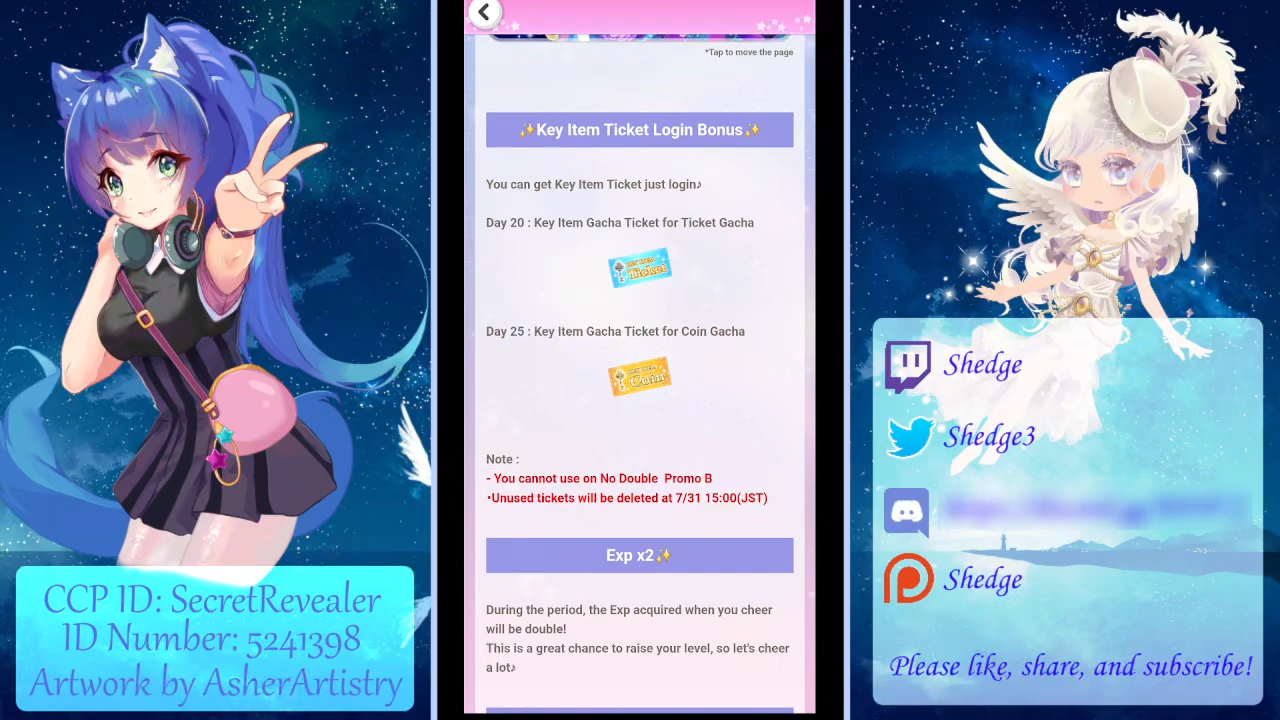 *Tap to move the page
✨Key Item Ticket Login Bonus✨
You can get Key Item Ticket just login♪
Day 20 : Key Item Gacha Ticket for Ticket Gacha
Ticket
Day 25 : Key Item Gacha Ticket for Coin Gacha
Coin
Note :
- You cannot use on No Double  Promo B
・Unused tickets will be deleted at 7/31 15:00(JST)
Exp x2✨
During the period, the Exp acquired when you cheer
will be double!
This is a great chance to raise your level, so let's cheer
a lot♪
CCP ID: SecretRevealer
ID Number: 5241398
Artwork by AsherArtistry
Shedge
Shedge3
Shedge
Please like, share, and subscribe!